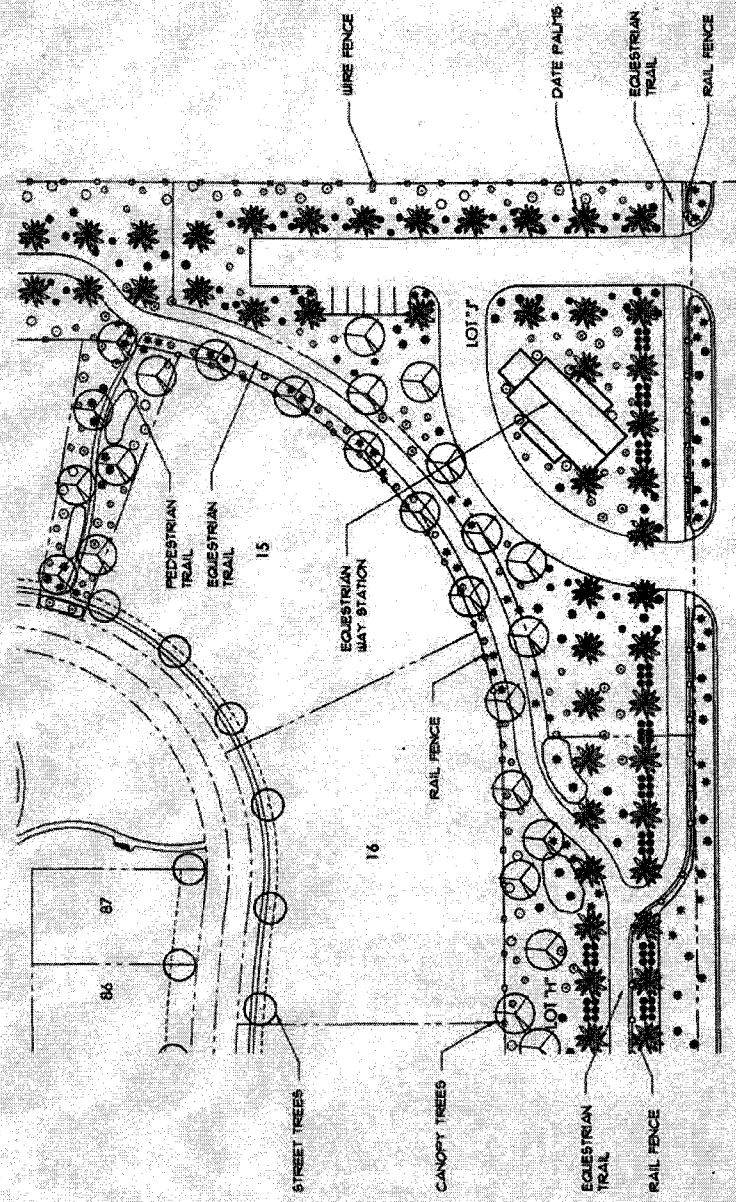 WIRE FENCE
DATE PALMS
EQUESTRIAN
TRAIL
RAIL FENCE
LOT "J"
PEDESTRIAN
TRAIL
EQUESTRIAN
TRAIL
15
EQUESTRIAN
WAY STATION
RAIL FENCE
16
87
86
LOT "H"
STREET TREES
CANOPY TREES
EQUESTRIAN
TRAIL
RAIL FENCE